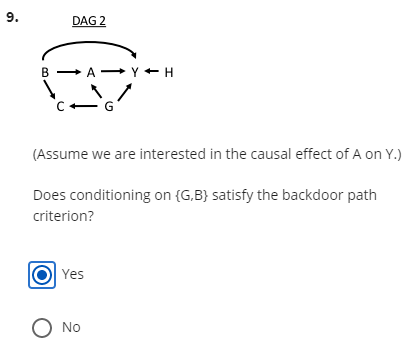 9.
DAG 2
B A Y H
C G
(Assume we are interested in the causal effect of A on Y.)
Does conditioning on {G,B} satisfy the backdoor path
criterion?
Yes
No